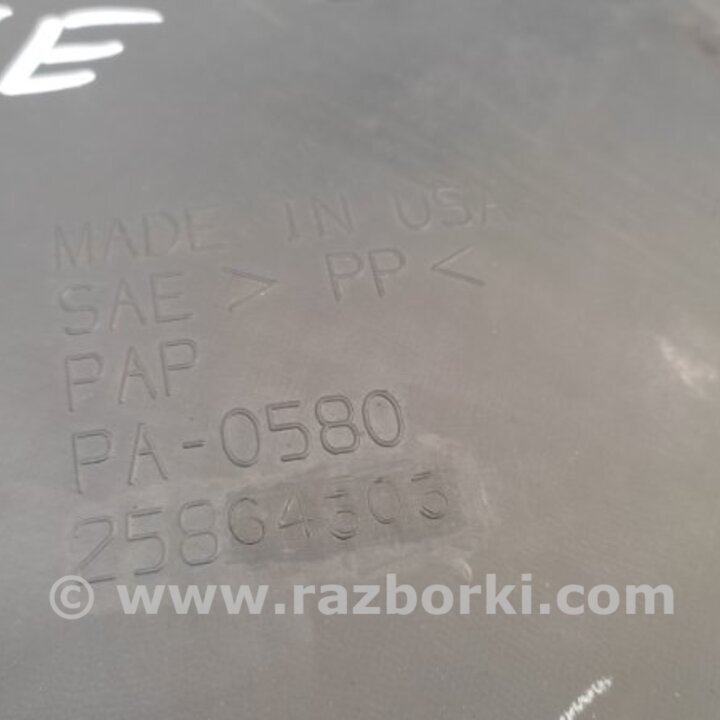 MADE IN USA
SAE > PP <
PAP
PA-0580
25864303
© www.razborki.com